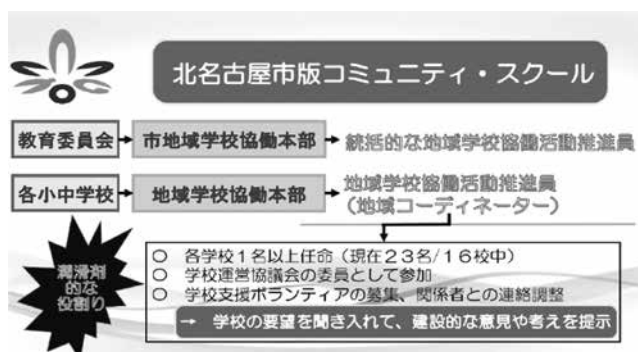 北名古屋市版コミュニティ・スクール
教育委員会→市地域学校協働本部→統括的な地域学校協働活動推進員
各小中学校→地域学校協働本部→地域学校協働活動推進員
（地域コーディネーター）
潤滑剤
的な
役割り
○ 各学校1名以上任命（現在23名/16校中）
○ 学校運営協議会の委員として参加
○ 学校支援ボランティアの募集、関係者との連絡調整
→ 学校の要望を聞き入れて、建設的な意見や考えを提示